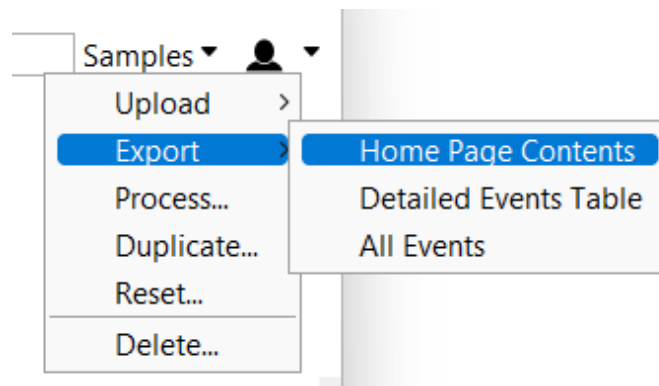 Samples
Upload
Export
Process...
Duplicate...
Reset...
Delete...
Home Page Contents
Detailed Events Table
All Events